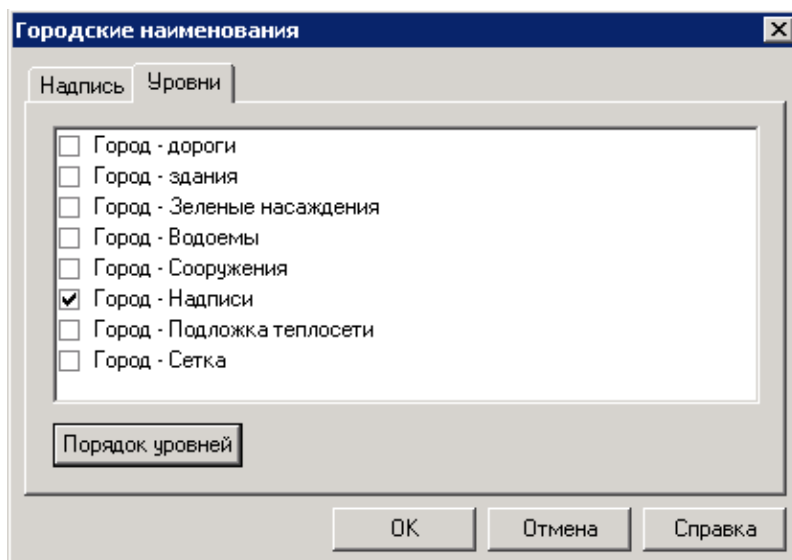 Городские наименования
Надпись Уровни
Город - дороги
Город - здания
Город - Зеленые насаждения
Город - Водоемы
Город - Сооружения
Город - Надписи
Город - Подложка теплосети
Город - Сетка
Порядок уровней
OK Отмена Справка